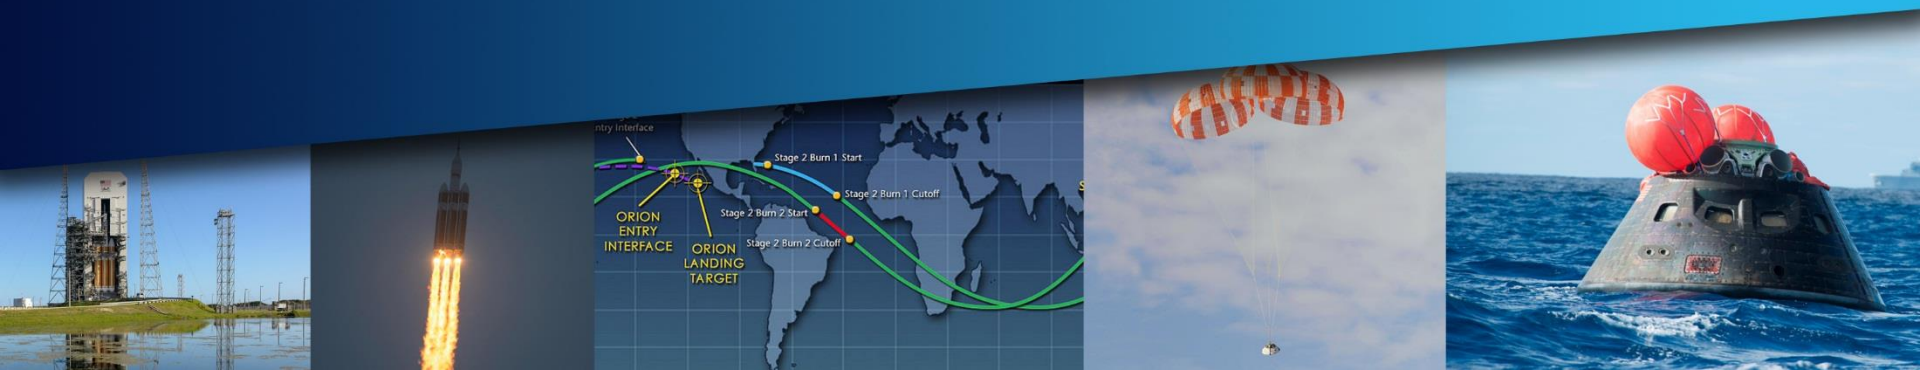 ntry Interface
Stage 2 Burn 1 Start
Stage 2 Burn 1 Cutoff
Stage 2 Burn 2 Start
Stage 2 Burn 2 Cutoff
ORION
ENTRY
INTERFACE
ORION
LANDING
TARGET